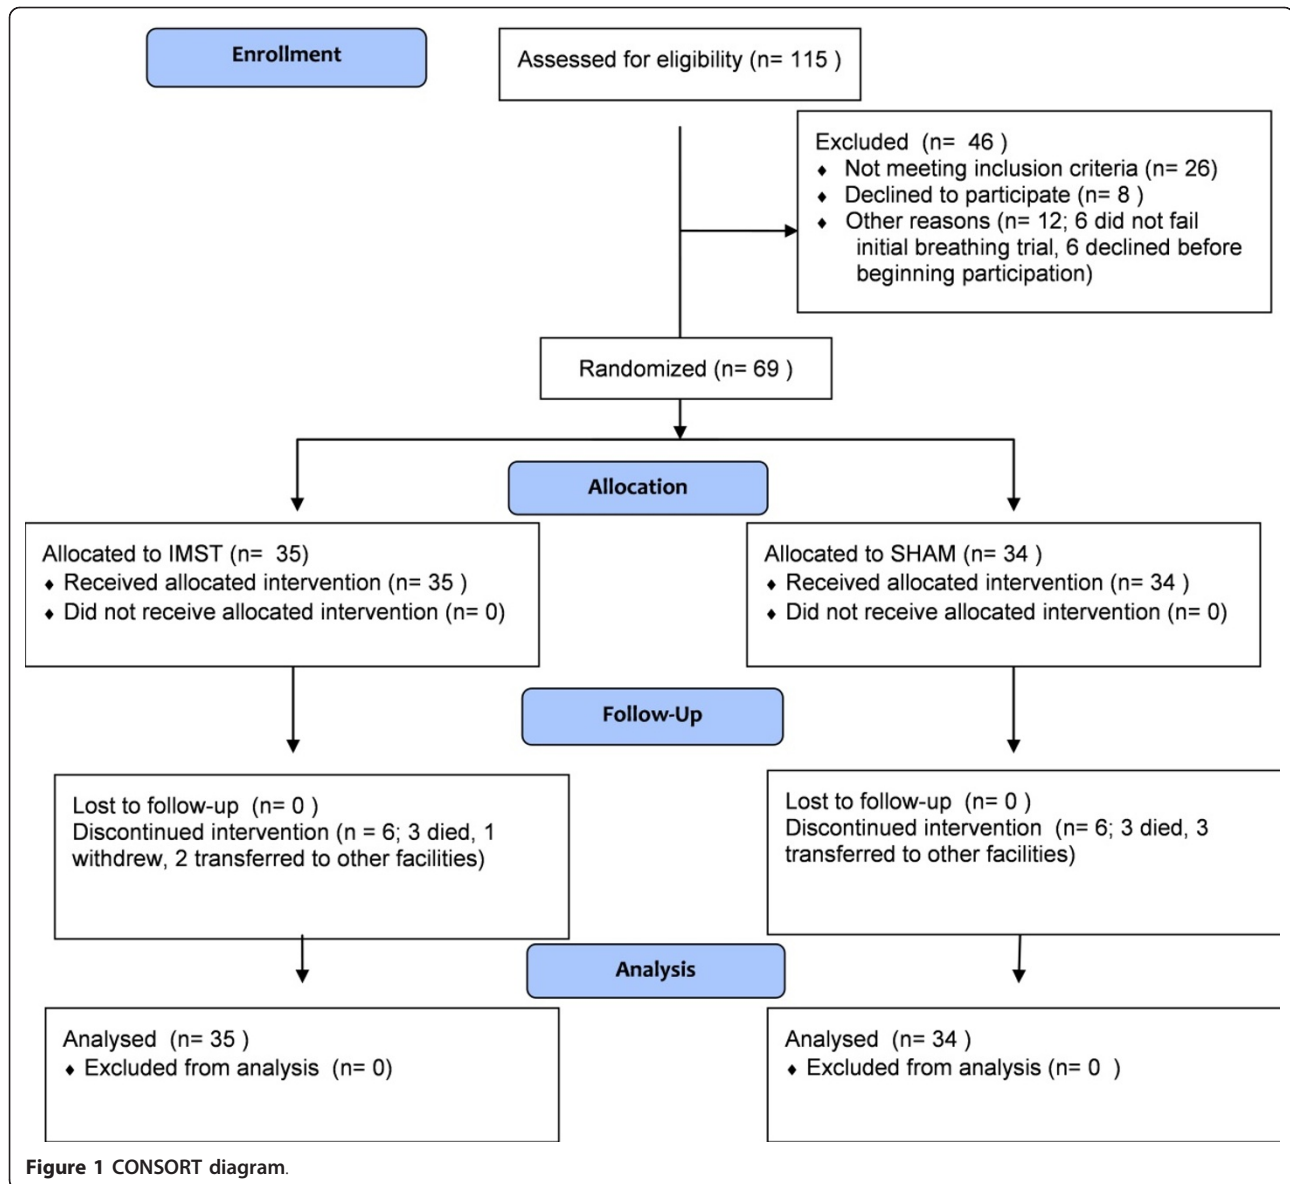 Enrollment
Assessed for eligibility (n= 115 )
Excluded (n= 46 )
♦ Not meeting inclusion criteria (n= 26)
♦ Declined to participate (n= 8 )
♦ Other reasons (n= 12; 6 did not fail
initial breathing trial, 6 declined before
beginning participation)
Randomized (n= 69 )
Allocation
Allocated to IMST (n= 35)
♦ Received allocated intervention (n= 35 )
♦ Did not receive allocated intervention (n= 0)
Allocated to SHAM (n= 34 )
♦ Received allocated intervention (n= 34 )
♦ Did not receive allocated intervention (n= 0)
Follow-Up
Lost to follow-up (n= 0 )
Discontinued intervention (n = 6; 3 died, 1
withdrew, 2 transferred to other facilities)
Lost to follow-up (n= 0 )
Discontinued intervention (n= 6; 3 died, 3
transferred to other facilities)
Analysis
Analysed (n= 35 )
♦ Excluded from analysis (n= 0)
Analysed (n= 34 )
♦ Excluded from analysis (n= 0 )
Figure 1 CONSORT diagram.